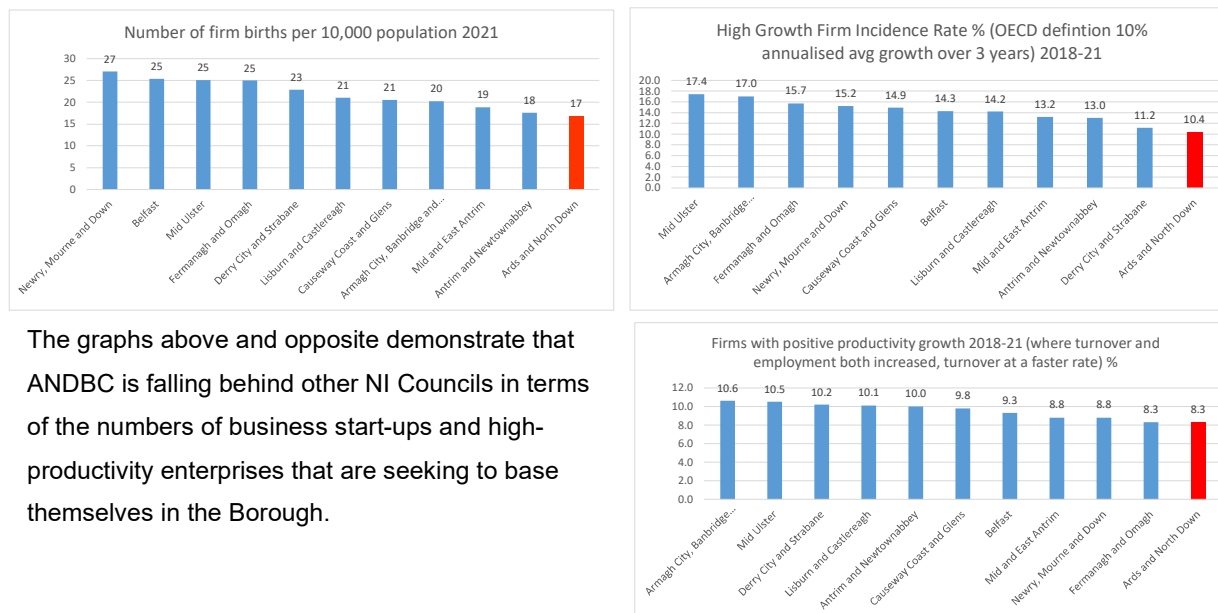 Number of firm births per 10,000 population 2021
30
25
20
15
10
5
0
27
25
25
25
23
21
21
20
19
18
17
Newry, Mourne and Down
Belfast
Mid Ulster
Fermanagh and Omagh
Derry City and Strabane
Lisburn and Castlereagh
Causeway Coast and Glens
Armagh City, Banbridge and...
Mid and East Antrim
Antrim and Newtownabbey
Ards and North Down
High Growth Firm Incidence Rate % (OECD defintion 10%
annualised avg growth over 3 years) 2018-21
20.0
18.0
16.0
14.0
12.0
10.0
8.0
6.0
4.0
2.0
0.0
17.4
17.0
15.7
15.2
14.9
14.3
14.2
13.2
13.0
11.2
10.4
Mid Ulster
Armagh City, Banbridge...
Fermanagh and Omagh
Newry, Mourne and Down
Causeway Coast and Glens
Belfast
Lisburn and Castlereagh
Mid and East Antrim
Antrim and Newtownabbey
Derry City and Strabane
Ards and North Down
The graphs above and opposite demonstrate that
ANDBC is falling behind other NI Councils in terms
of the numbers of business start-ups and high-
productivity enterprises that are seeking to base
themselves in the Borough.
Firms with positive productivity growth 2018-21 (where turnover and
employment both increased, turnover at a faster rate) %
12.0
10.0
8.0
6.0
4.0
2.0
0.0
10.6
10.5
10.2
10.1
10.0
9.8
9.3
8.8
8.8
8.3
8.3
Armagh City, Banbridge...
Mid Ulster
Derry City and Strabane
Lisburn and Castlereagh
Antrim and Newtownabbey
Causeway Coast and Glens
Belfast
Mid and East Antrim
Newry, Mourne and Down
Fermanagh and Omagh
Ards and North Down